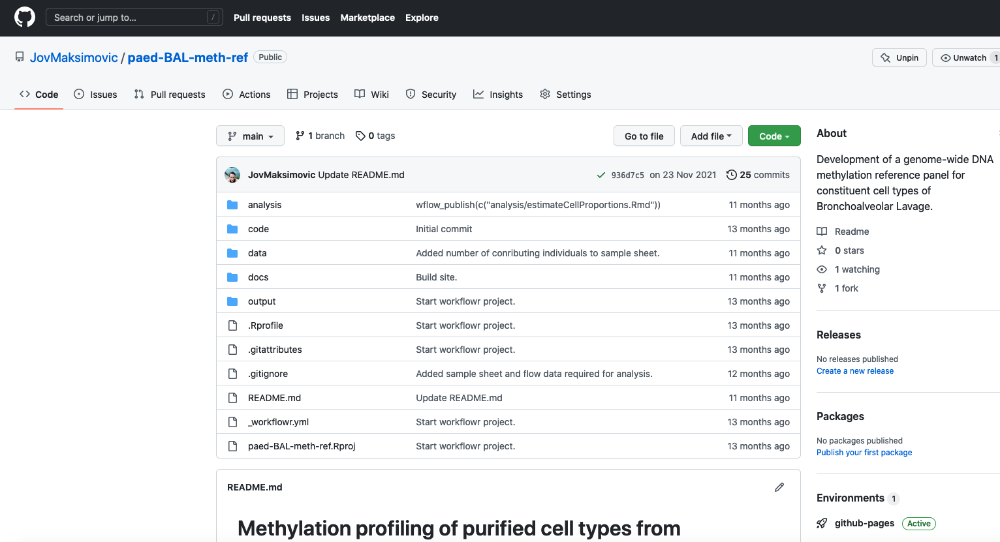 Search or jump to... /
Pull requests Issues Marketplace Explore
JovMaksimovic / paed-BAL-meth-ref Public
Unpin Unwatch 1
Code Issues Pull requests Actions Projects Wiki Security Insights Settings
main 1 branch 0 tags
Go to file Add file Code
JovMaksimovic Update README.md 936d7c5 on 23 Nov 2021 25 commits
analysis wflow_publish(c("analysis/estimateCellProportions.Rmd")) 11 months ago
code Initial commit 13 months ago
data Added number of conributing individuals to sample sheet. 11 months ago
docs Build site. 11 months ago
output Start workflowr project. 13 months ago
.Rprofile Start workflowr project. 13 months ago
.gitattributes Start workflowr project. 13 months ago
.gitignore Added sample sheet and flow data required for analysis. 12 months ago
README.md Update README.md 11 months ago
_workflowr.yml Start workflowr project. 13 months ago
paed-BAL-meth-ref.Rproj Start workflowr project. 13 months ago
README.md
Methylation profiling of purified cell types from
About
Development of a genome-wide DNA
methylation reference panel for
constituent cell types of
Bronchoalveolar Lavage.
Readme
0 stars
1 watching
1 fork
Releases
No releases published
Create a new release
Packages
No packages published
Publish your first package
Environments 1
github-pages Active